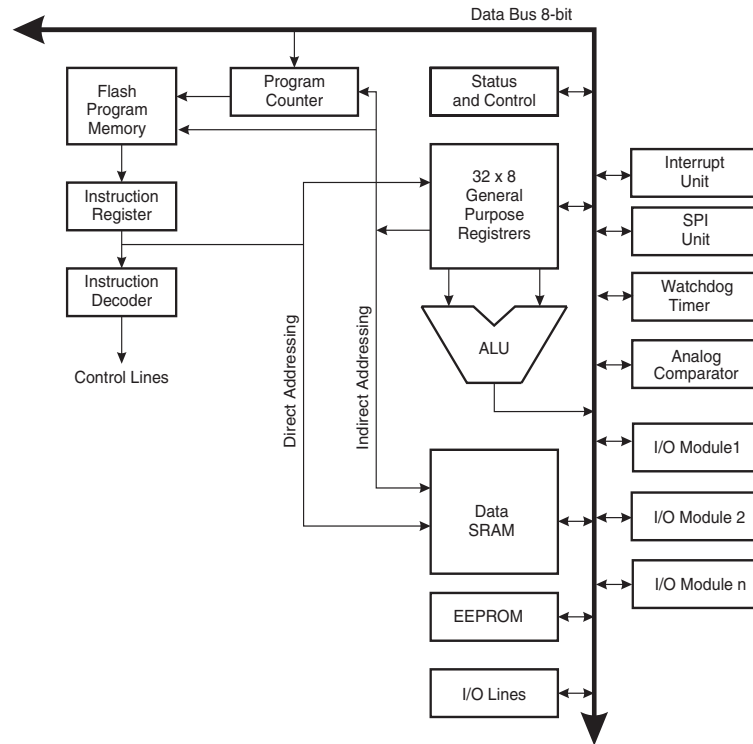 Data Bus 8-bit
Flash
Program
Memory
Program
Counter
Status
and Control
32 x 8
General
Purpose
Registrers
Interrupt
Unit
Instruction
Register
SPI
Unit
Instruction
Decoder
Watchdog
Timer
Direct Addressing
Indirect Addressing
ALU
Analog
Comparator
Control Lines
I/O Module1
Data
SRAM
I/O Module 2
I/O Module n
EEPROM
I/O Lines